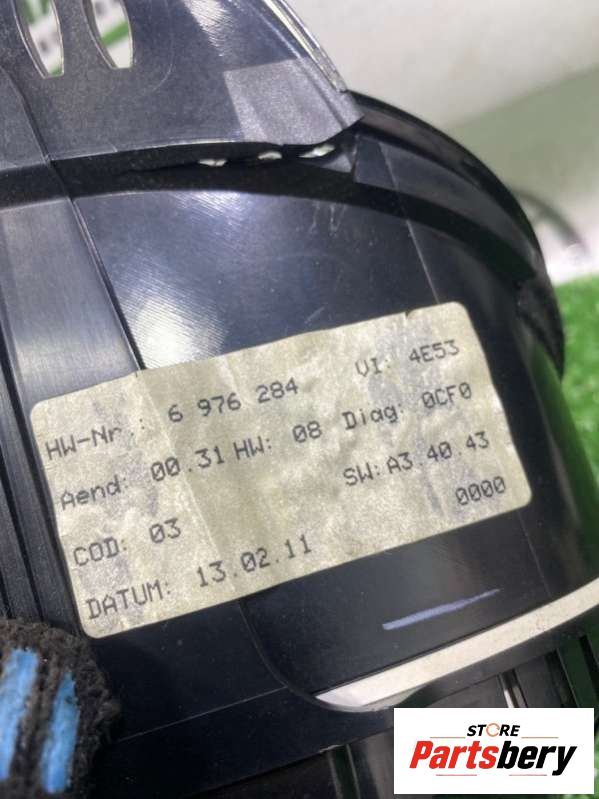 HW-Nr.: 6 976 284 VI: 4E53
Aend: 00.31 HW: 08 Diag: 0CF0
COD: 03 SW: A3.40.43
DATUM: 13.02.11 0000
STORE
Partsbery